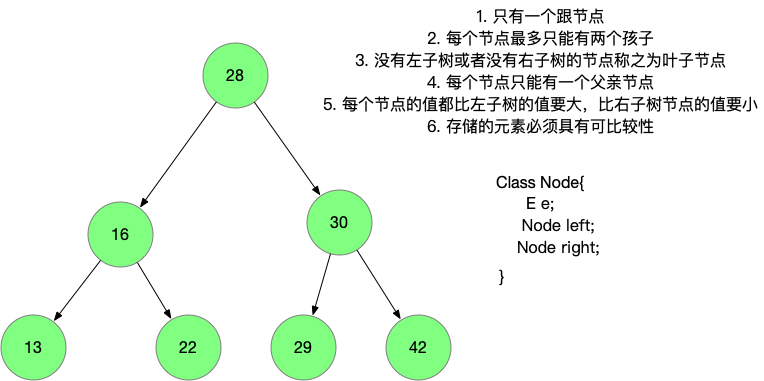 1. 只有一个跟节点
2. 每个节点最多只能有两个孩子
3. 没有左子树或者没有右子树的节点称之为叶子节点
4. 每个节点只能有一个父亲节点
5. 每个节点的值都比左子树的值要大，比右子树节点的值要小
6. 存储的元素必须具有可比较性
Class Node{
E e;
Node left;
Node right;
}
28
16
30
13
22
29
42